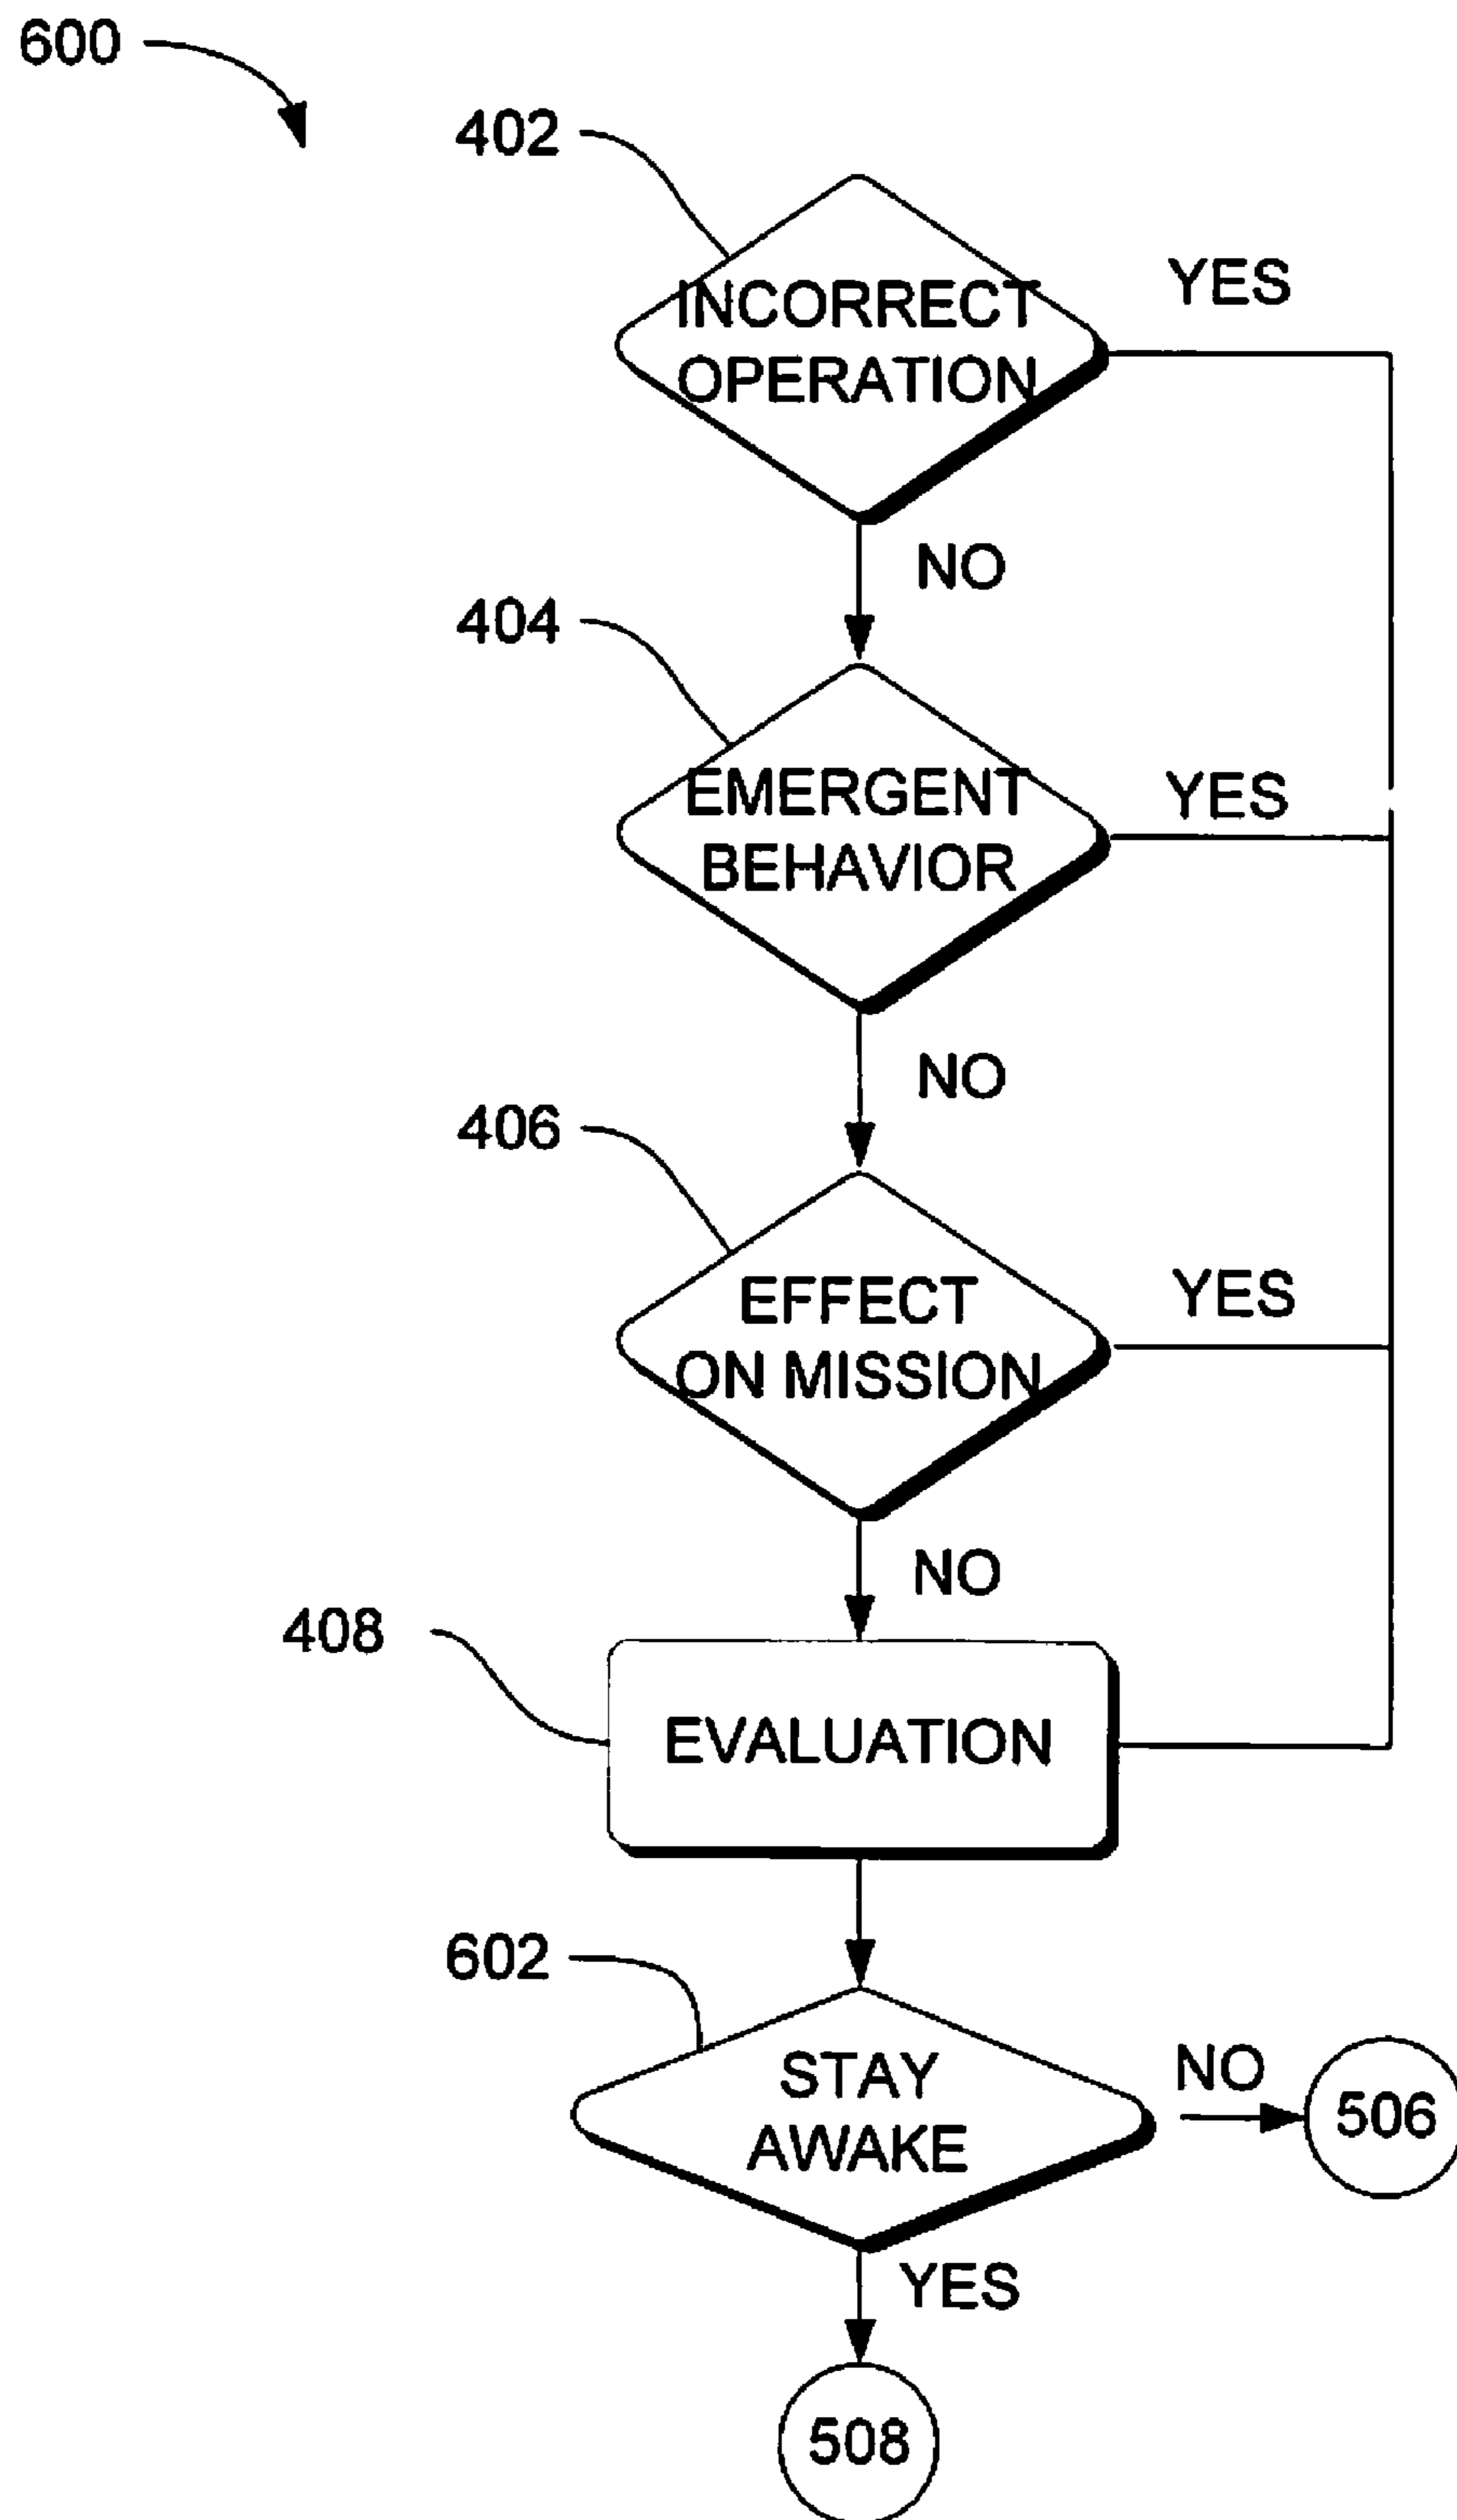 600
402
INCORRECT
OPERATION
YES
NO
404
EMERGENT
BEHAVIOR
YES
NO
406
EFFECT
ON MISSION
YES
NO
408
EVALUATION
602
STAY
AWAKE
NO
506
YES
508